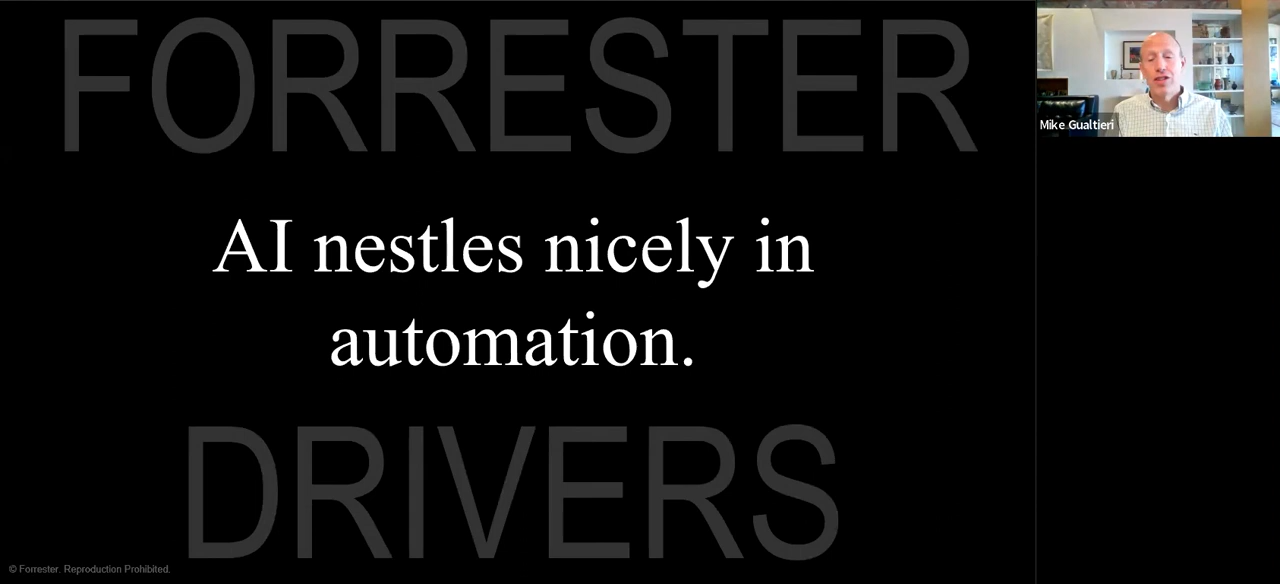 FORRESTER
AI nestles nicely in
automation.
DRIVERS
© Forrester. Reproduction Prohibited.
Mike Gualtieri